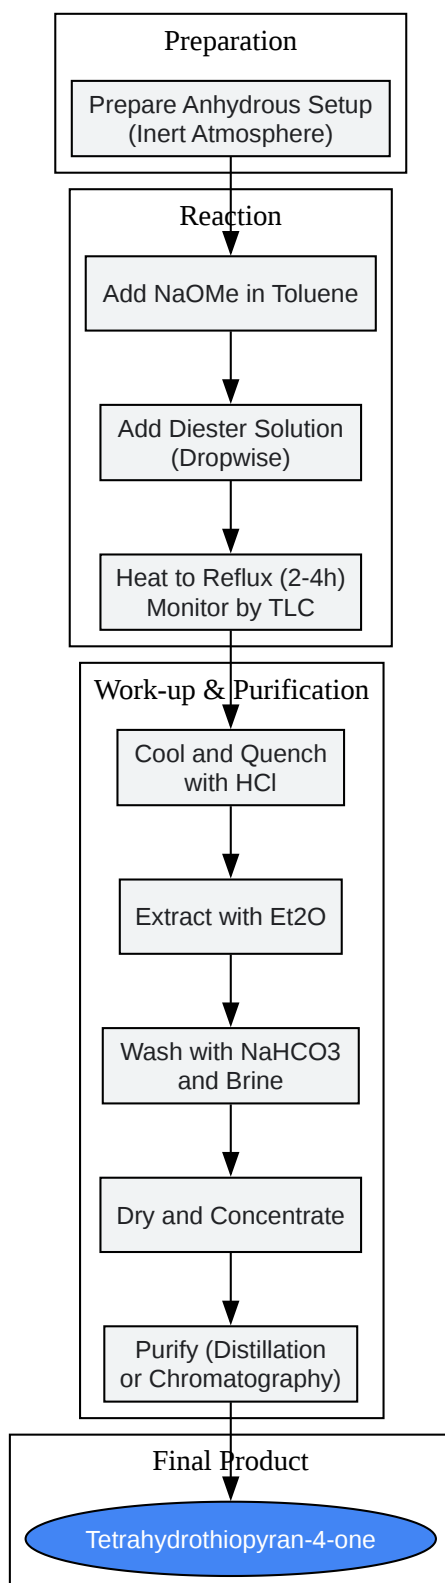 Preparation
Prepare Anhydrous Setup
(Inert Atmosphere)
Reaction
Add NaOMe in Toluene
Add Diester Solution
(Dropwise)
Heat to Reflux (2-4h)
Monitor by TLC
Work-up & Purification
Cool and Quench
with HCl
Extract with Et2O
Wash with NaHCO3
and Brine
Dry and Concentrate
Purify (Distillation
or Chromatography)
Final Product
Tetrahydrothiopyran-4-one